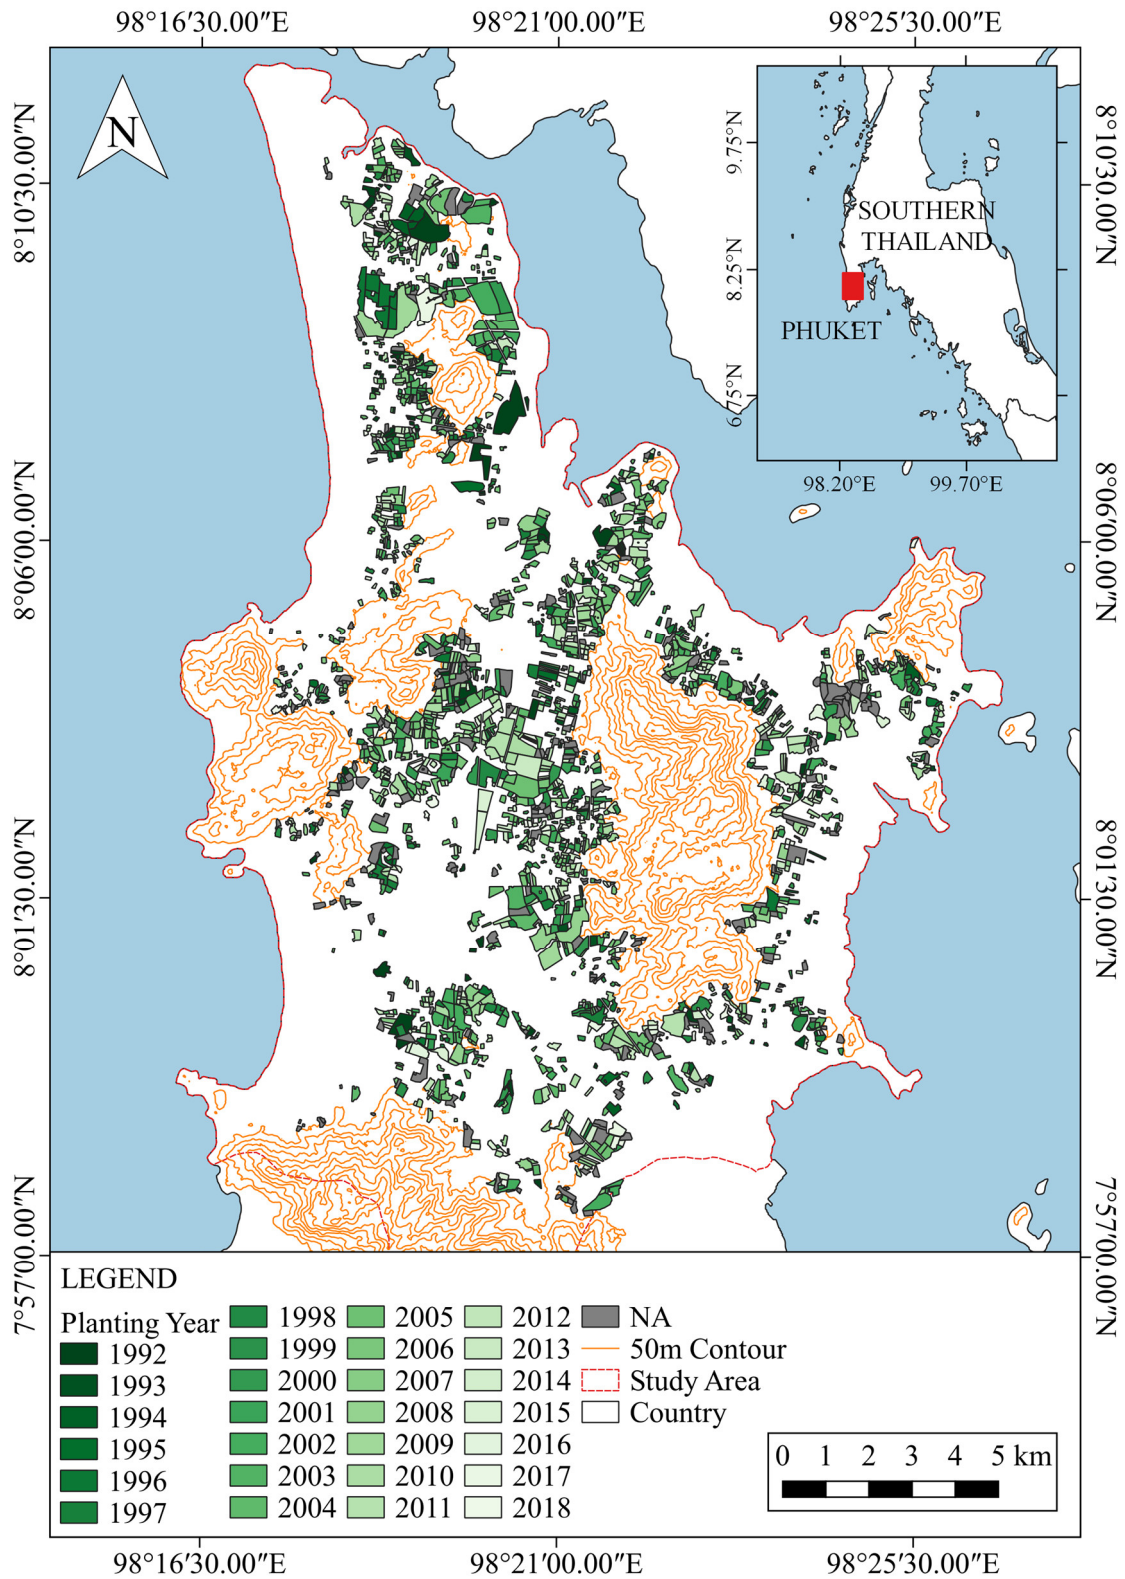 98°16′30.00″E
98°21′00.00″E
98°25′30.00″E
8°10′30.00″N
8°06′00.00″N
8°01′30.00″N
7°57′00.00″N
N
9.75°N
8.25°N
6.75°N
SOUTHERN
THAILAND
PHUKET
98.20°E
99.70°E
8°10′30.00″N
8°06′00.00″N
8°01′30.00″N
7°57′00.00″N
LEGEND
Planting Year
1992
1993
1994
1995
1996
1997
1998
1999
2000
2001
2002
2003
2004
2005
2006
2007
2008
2009
2010
2011
2012
2013
2014
2015
2016
2017
2018
NA
50m Contour
Study Area
Country
0 1 2 3 4 5 km
98°16′30.00″E
98°21′00.00″E
98°25′30.00″E